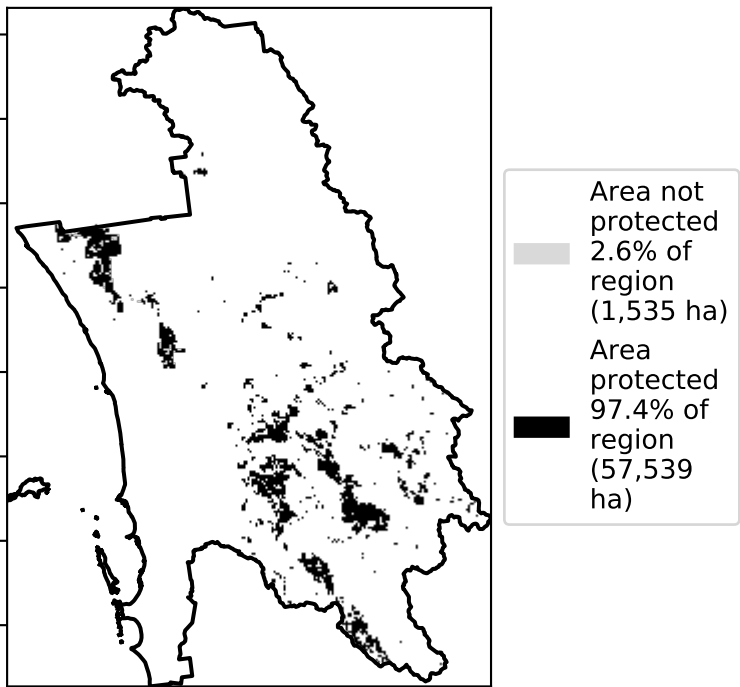 Area not
protected
2.6% of
region
(1,535 ha)
Area
protected
97.4% of
region
(57,539
ha)